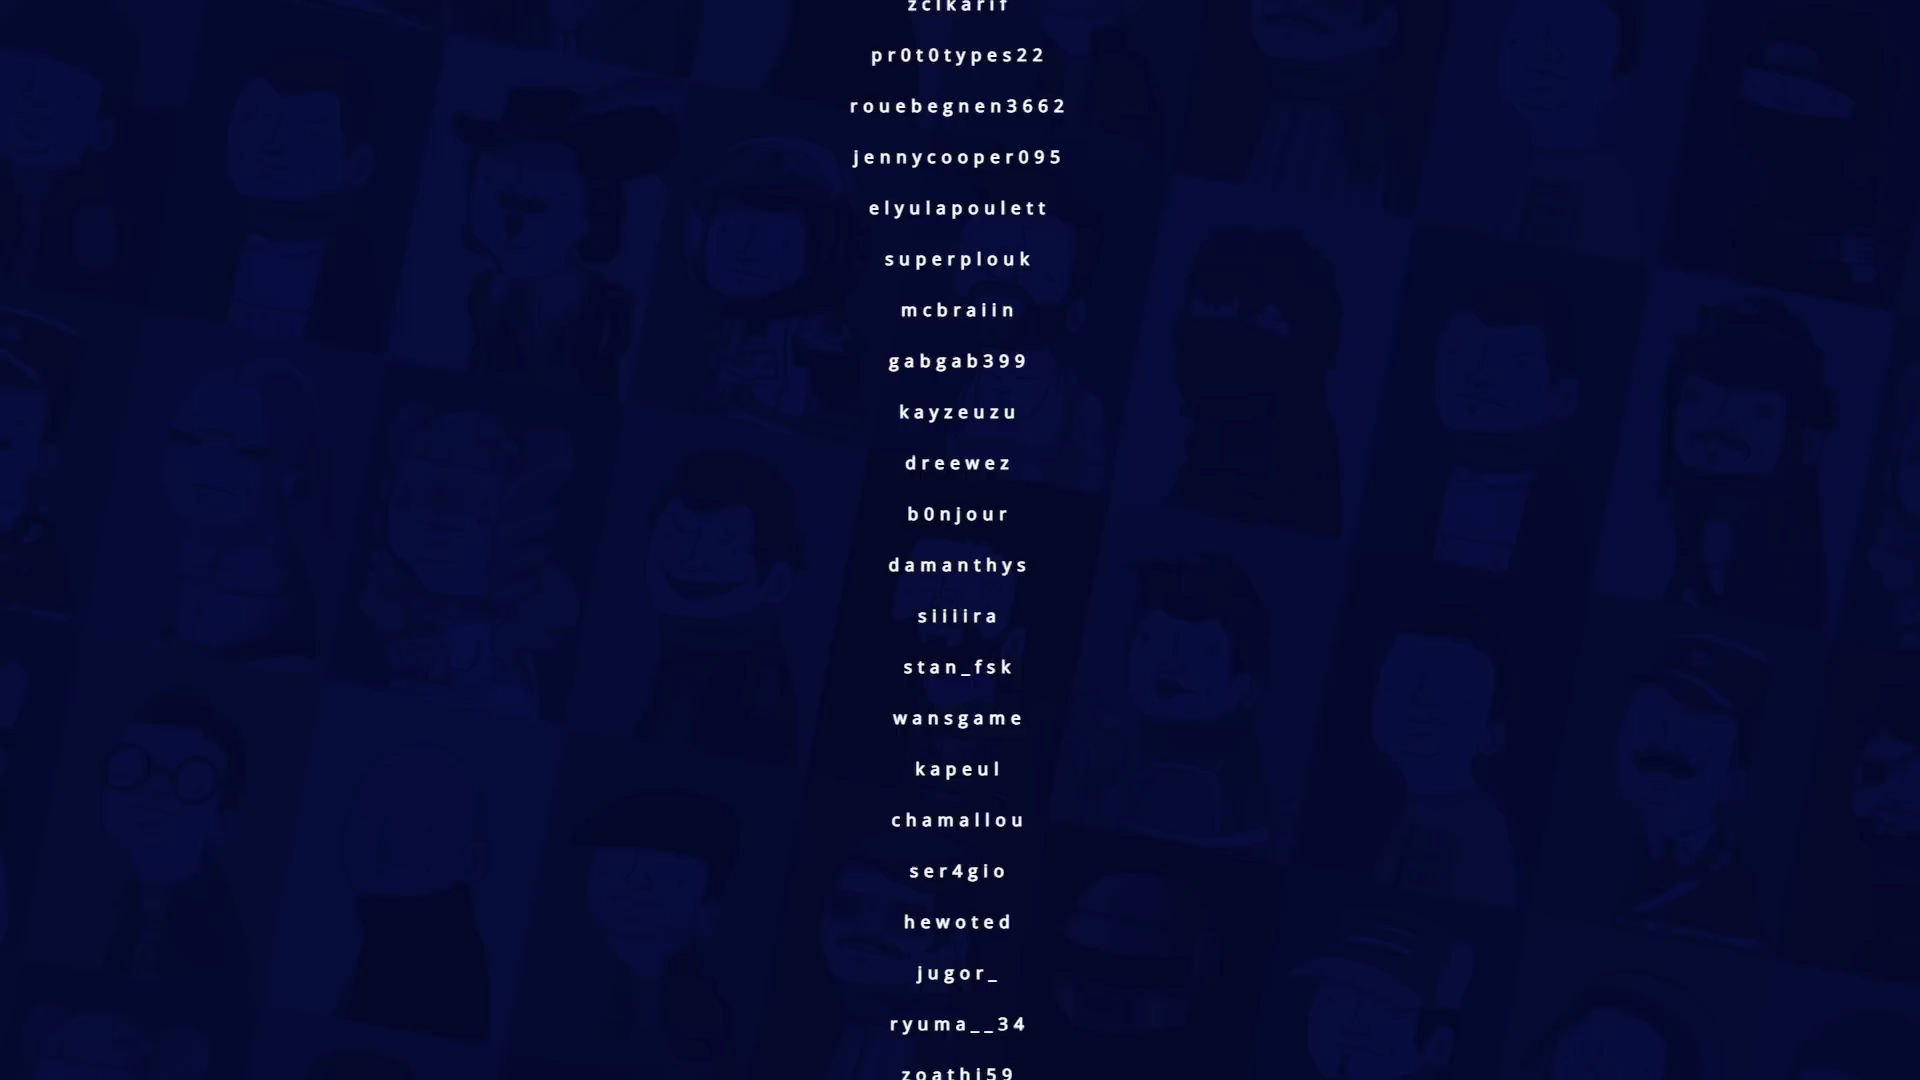 pr0t0types22
rouebegnen3662
jennycooper095
elyulapoulett
superplouk
mcbraiin
gabgab399
kayzeuzu
dreewez
b0njour
damanthys
siiiira
stan_fsk
wansgame
kapeul
chamallou
ser4gio
hewoted
jugor_
ryuma__34